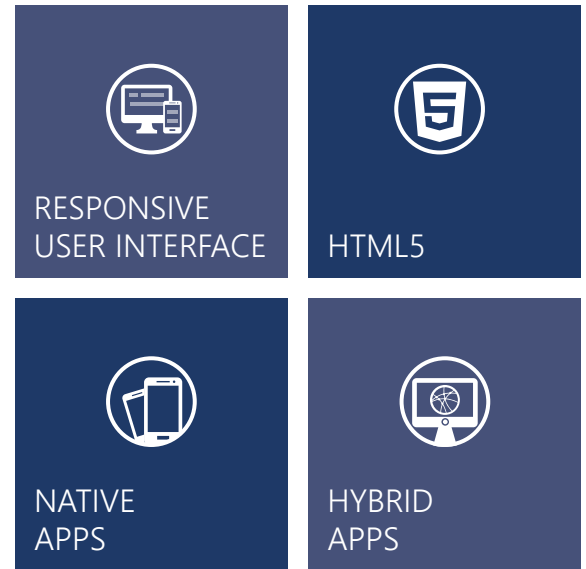 RESPONSIVE
USER INTERFACE
HTML5
NATIVE
APPS
HYBRID
APPS